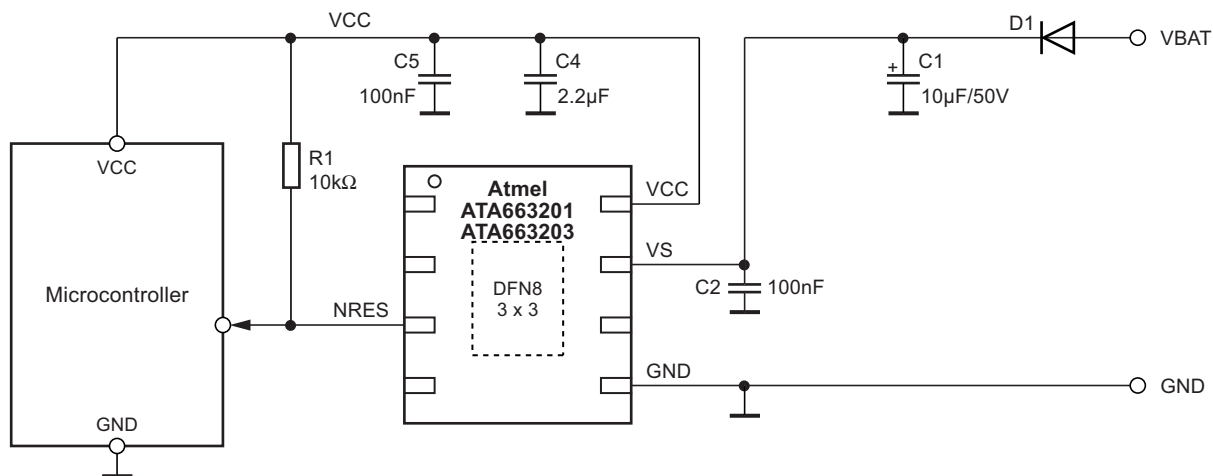 VCC
D1
VBAT
C5
100nF
C4
2.2µF
+
C1
10µF/50V
VCC
R1
10kΩ
Atmel
ATA663201
ATA663203
VCC
VS
DFN8
3 x 3
C2
100nF
Microcontroller
NRES
GND
GND
GND